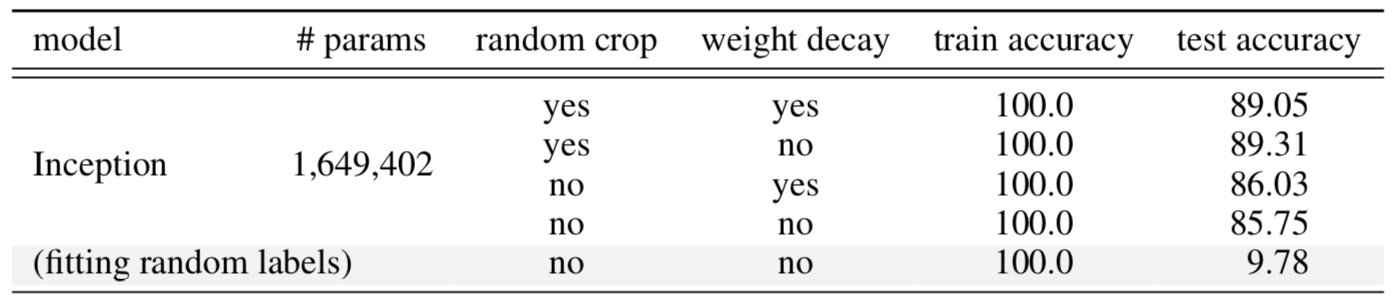 model # params random crop weight decay train accuracy test accuracy
yes yes 100.0 89.05
yes no 100.0 89.31
Inception 1,649,402
no yes 100.0 86.03
no no 100.0 85.75
(fitting random labels) no no 100.0 9.78